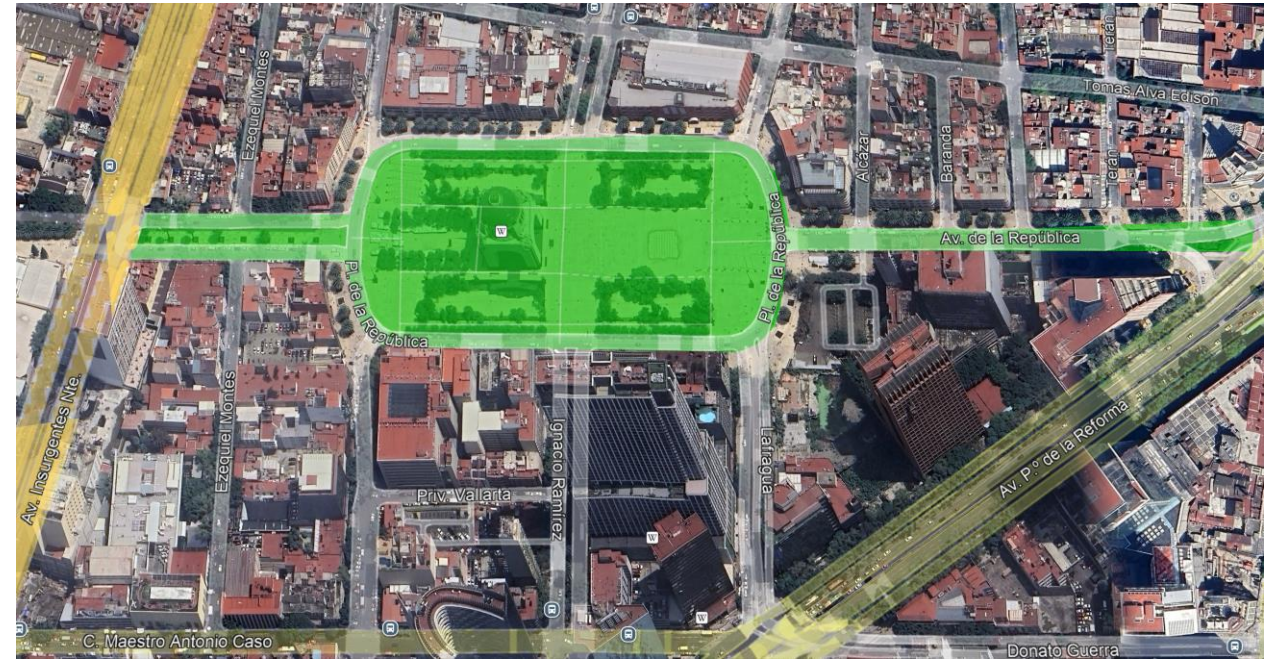 Tomas Alva Edison
Terán
Ezequiel Montes
Alcázar
Baranda
Terán
W
Pl. de la República
Av. de la República
Pl. de la República
Av. Insurgentes Nte.
Ezequiel Montes
Ignacio Ramírez
Lafragua
Av. P.º de la Reforma
Priv. Vallarta
W
W
C. Maestro Antonio Caso
Donato Guerra